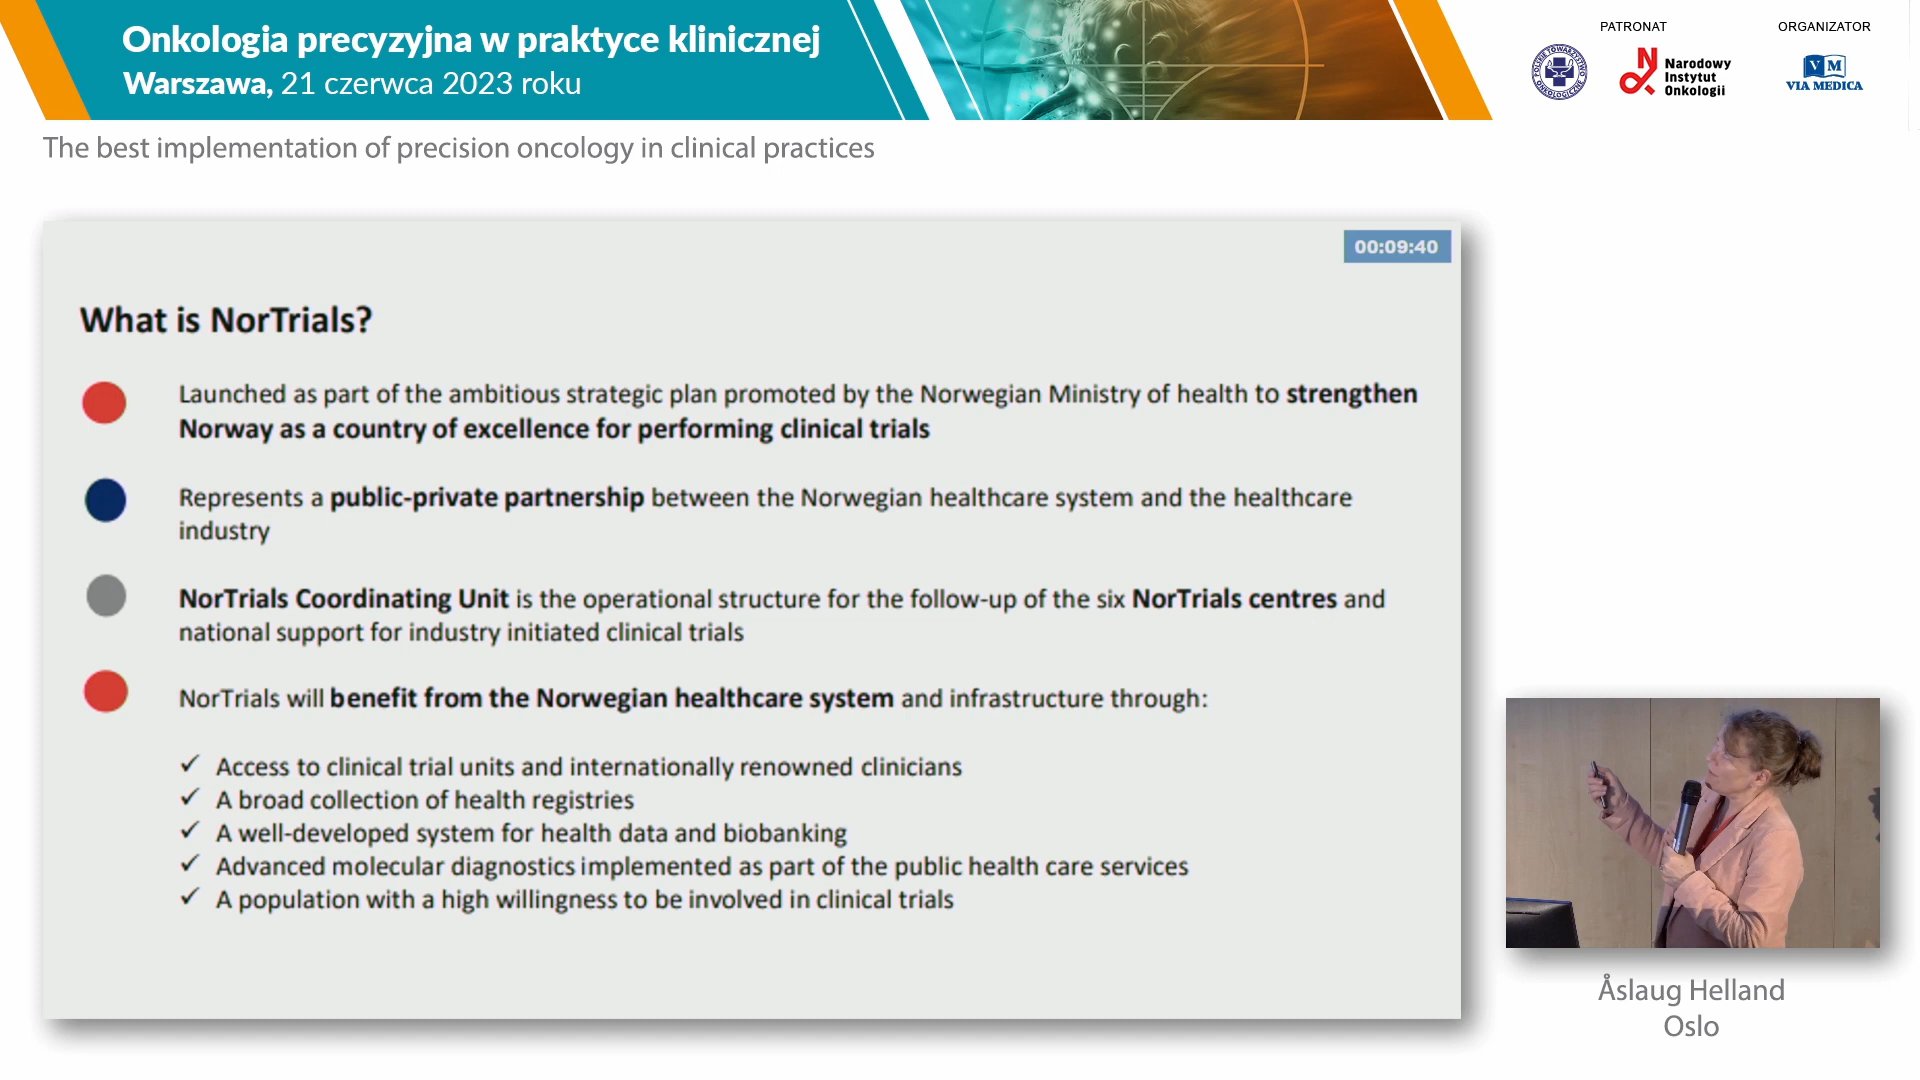 Onkologia precyzyjna w praktyce klinicznej
Warszawa, 21 czerwca 2023 roku
PATRONAT
ORGANIZATOR
POLSKIE TOWARZYSTWO ONKOLOGICZNE
Narodowy
Instytut
Onkologii
VM
VIA MEDICA
The best implementation of precision oncology in clinical practices
00:09:40
What is NorTrials?
Launched as part of the ambitious strategic plan promoted by the Norwegian Ministry of health to strengthen
Norway as a country of excellence for performing clinical trials
Represents a public-private partnership between the Norwegian healthcare system and the healthcare
industry
NorTrials Coordinating Unit is the operational structure for the follow-up of the six NorTrials centres and
national support for industry initiated clinical trials
NorTrials will benefit from the Norwegian healthcare system and infrastructure through:
✓ Access to clinical trial units and internationally renowned clinicians
✓ A broad collection of health registries
✓ A well-developed system for health data and biobanking
✓ Advanced molecular diagnostics implemented as part of the public health care services
✓ A population with a high willingness to be involved in clinical trials
Åslaug Helland
Oslo